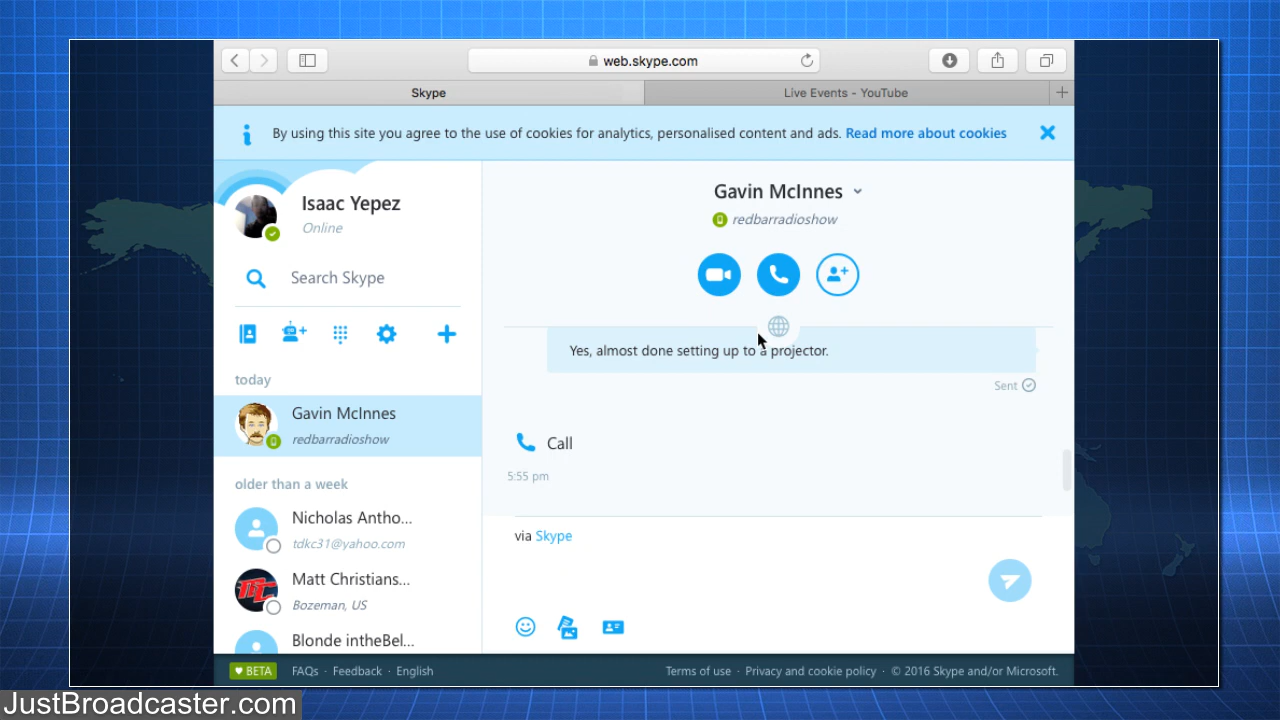 web.skype.com
Skype
Live Events - YouTube
By using this site you agree to the use of cookies for analytics, personalised content and ads. Read more about cookies
Isaac Yepez
Online
Search Skype
today
Gavin McInnes
redbarradioshow
older than a week
Nicholas Antho...
tdkc31@yahoo.com
Matt Christians...
Bozeman, US
Blonde intheBel...
Gavin McInnes
redbarradioshow
Yes, almost done setting up to a projector.
Sent
Call
5:55 pm
via Skype
BETA FAQs · Feedback · English
Terms of use · Privacy and cookie policy · © 2016 Skype and/or Microsoft.
JustBroadcaster.com